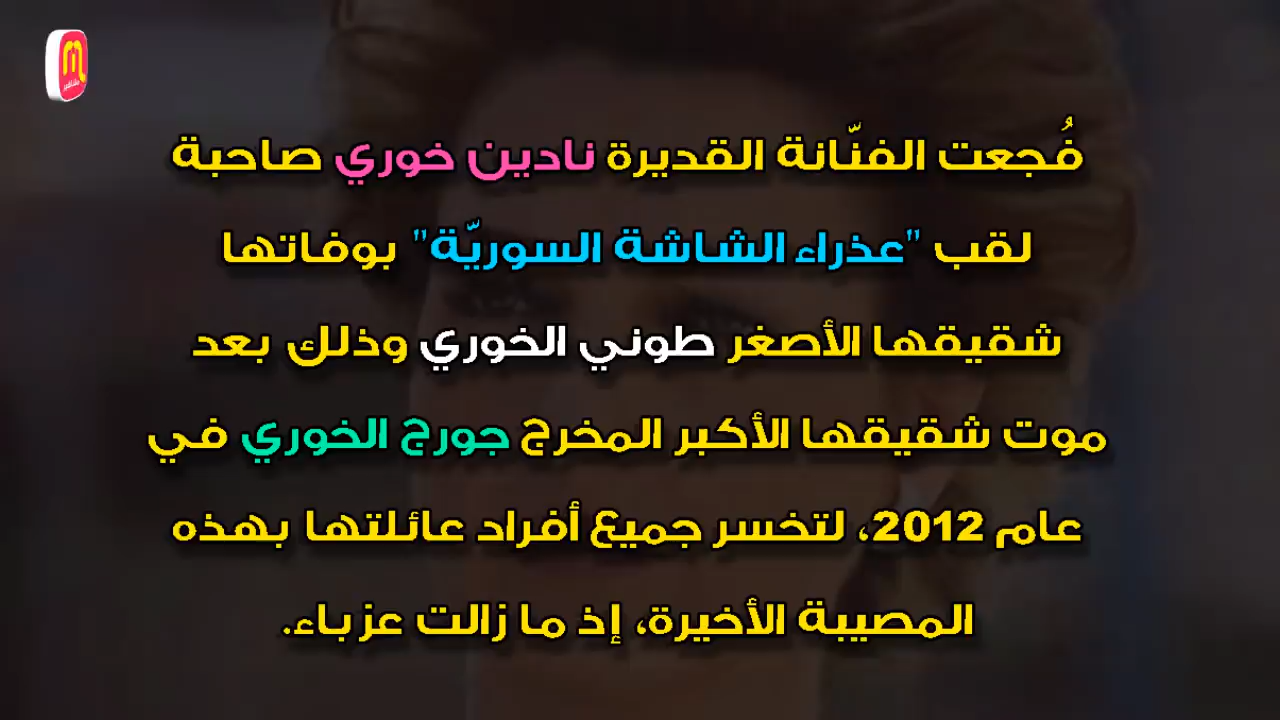 فُجعت الفنّانة القديرة نادين خوري صاحبة
لقب "عذراء الشاشة السوريّة" بوفاتها
شقيقها الأصغر طوني الخوري وذلك بعد
موت شقيقها الأكبر المخرج جورج الخوري في
عام 2012، لتخسر جميع أفراد عائلتها بهذه
المصيبة الأخيرة، إذ ما زالت عزباء.